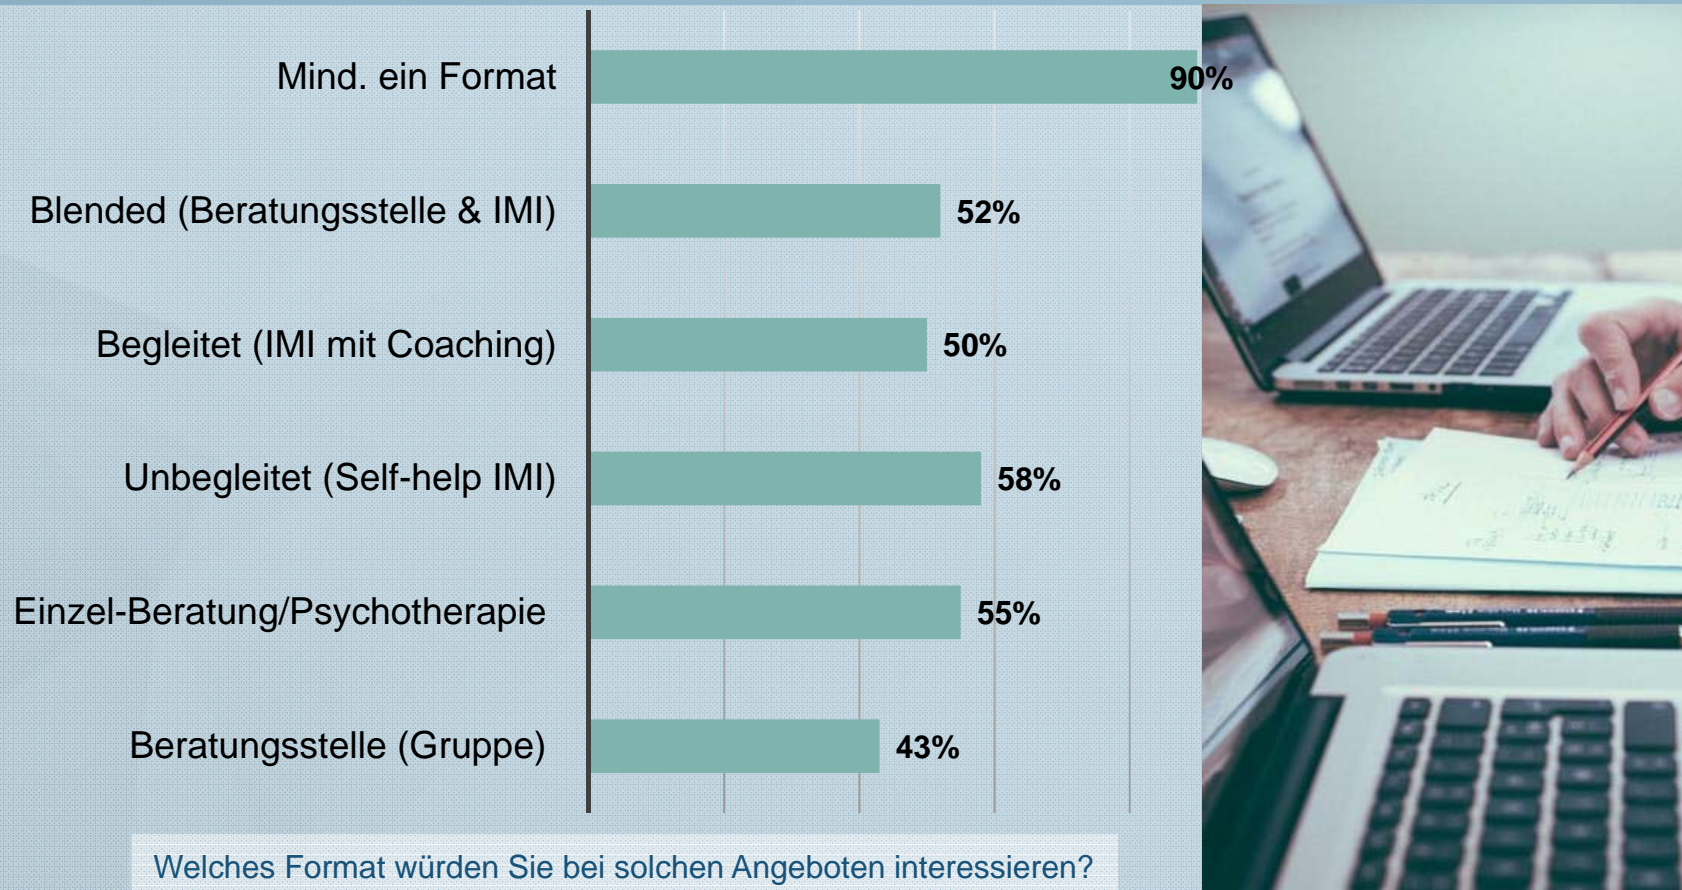 Mind. ein Format
90%
Blended (Beratungsstelle & IMI)
52%
Begleitet (IMI mit Coaching)
50%
Unbegleitet (Self-help IMI)
58%
Einzel-Beratung/Psychotherapie
55%
Beratungsstelle (Gruppe)
43%
Welches Format würden Sie bei solchen Angeboten interessieren?